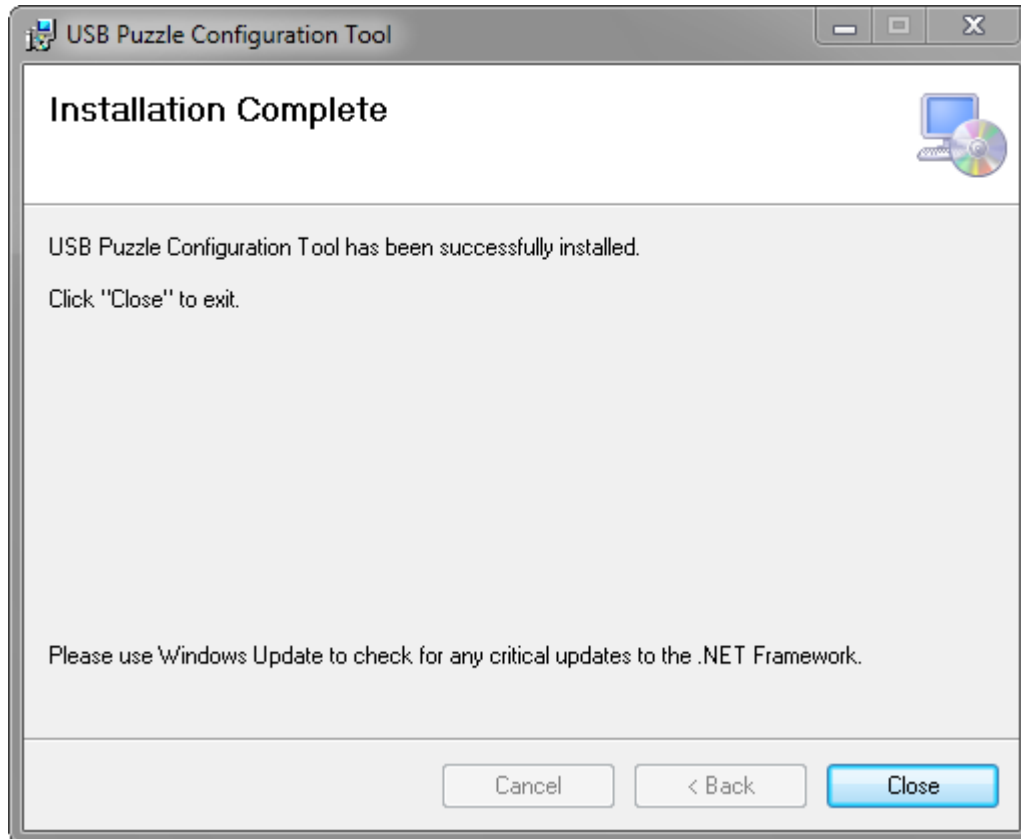 USB Puzzle Configuration Tool
Installation Complete
USB Puzzle Configuration Tool has been successfully installed.
Click "Close" to exit.
Please use Windows Update to check for any critical updates to the .NET Framework.
Cancel
< Back
Close